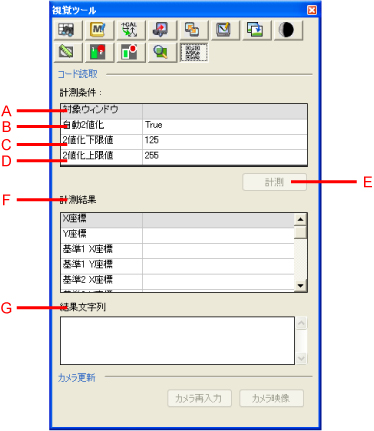 視覚ツール
コード読取
計測条件：
A
対象ウィンドウ
B
自動2値化 True
C
2値化下限値 125
D
2値化上限値 255
計測
E
F
計測結果
X座標
Y座標
基準1 X座標
基準1 Y座標
基準2 X座標
G
結果文字列
カメラ更新
カメラ再入力 カメラ映像